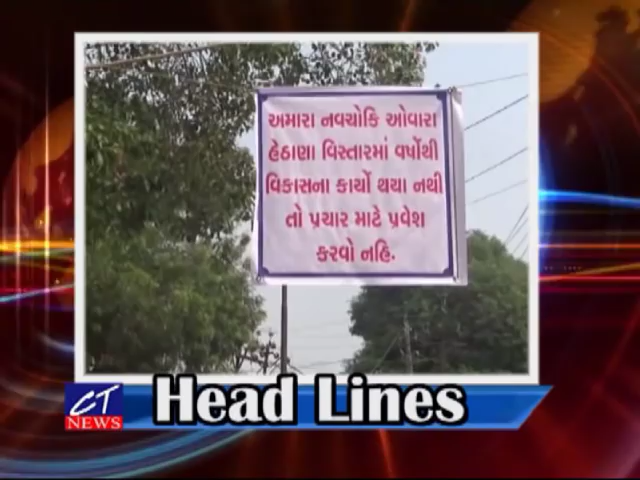 અમારા નવચોકિ ઓવારા
હેઠાણા વિસ્તારમાં વર્ષોથી
વિકાસના કાર્યો થયા નથી
તો પ્રચાર માટે પ્રવેશ
કરવો નહિ.
CT
NEWS
Head Lines